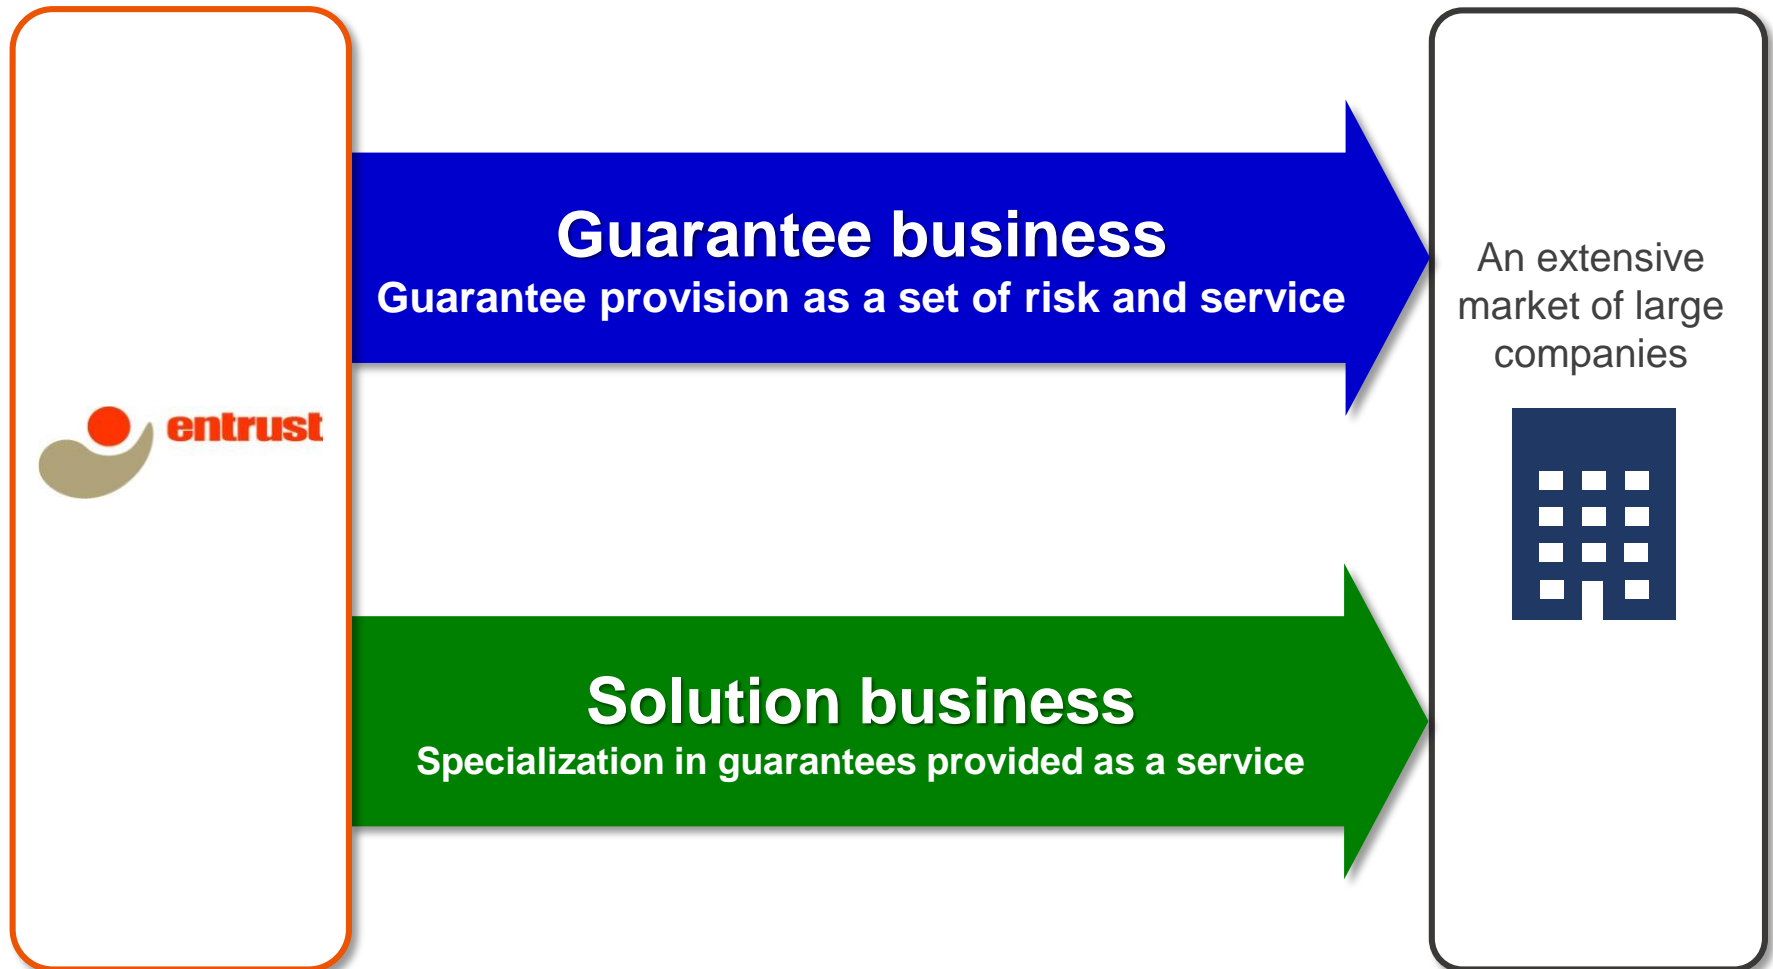 entrust
Guarantee business
Guarantee provision as a set of risk and service
Solution business
Specialization in guarantees provided as a service
An extensive
market of large
companies